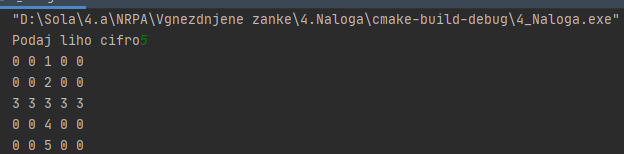 "D:\Sola\4.a\NRPA\Vgnezdnjene zanke\4.Naloga\cmake-build-debug\4_Naloga.exe"
Podaj liho cifro5
0 0 1 0 0
0 0 2 0 0
3 3 3 3 3
0 0 4 0 0
0 0 5 0 0